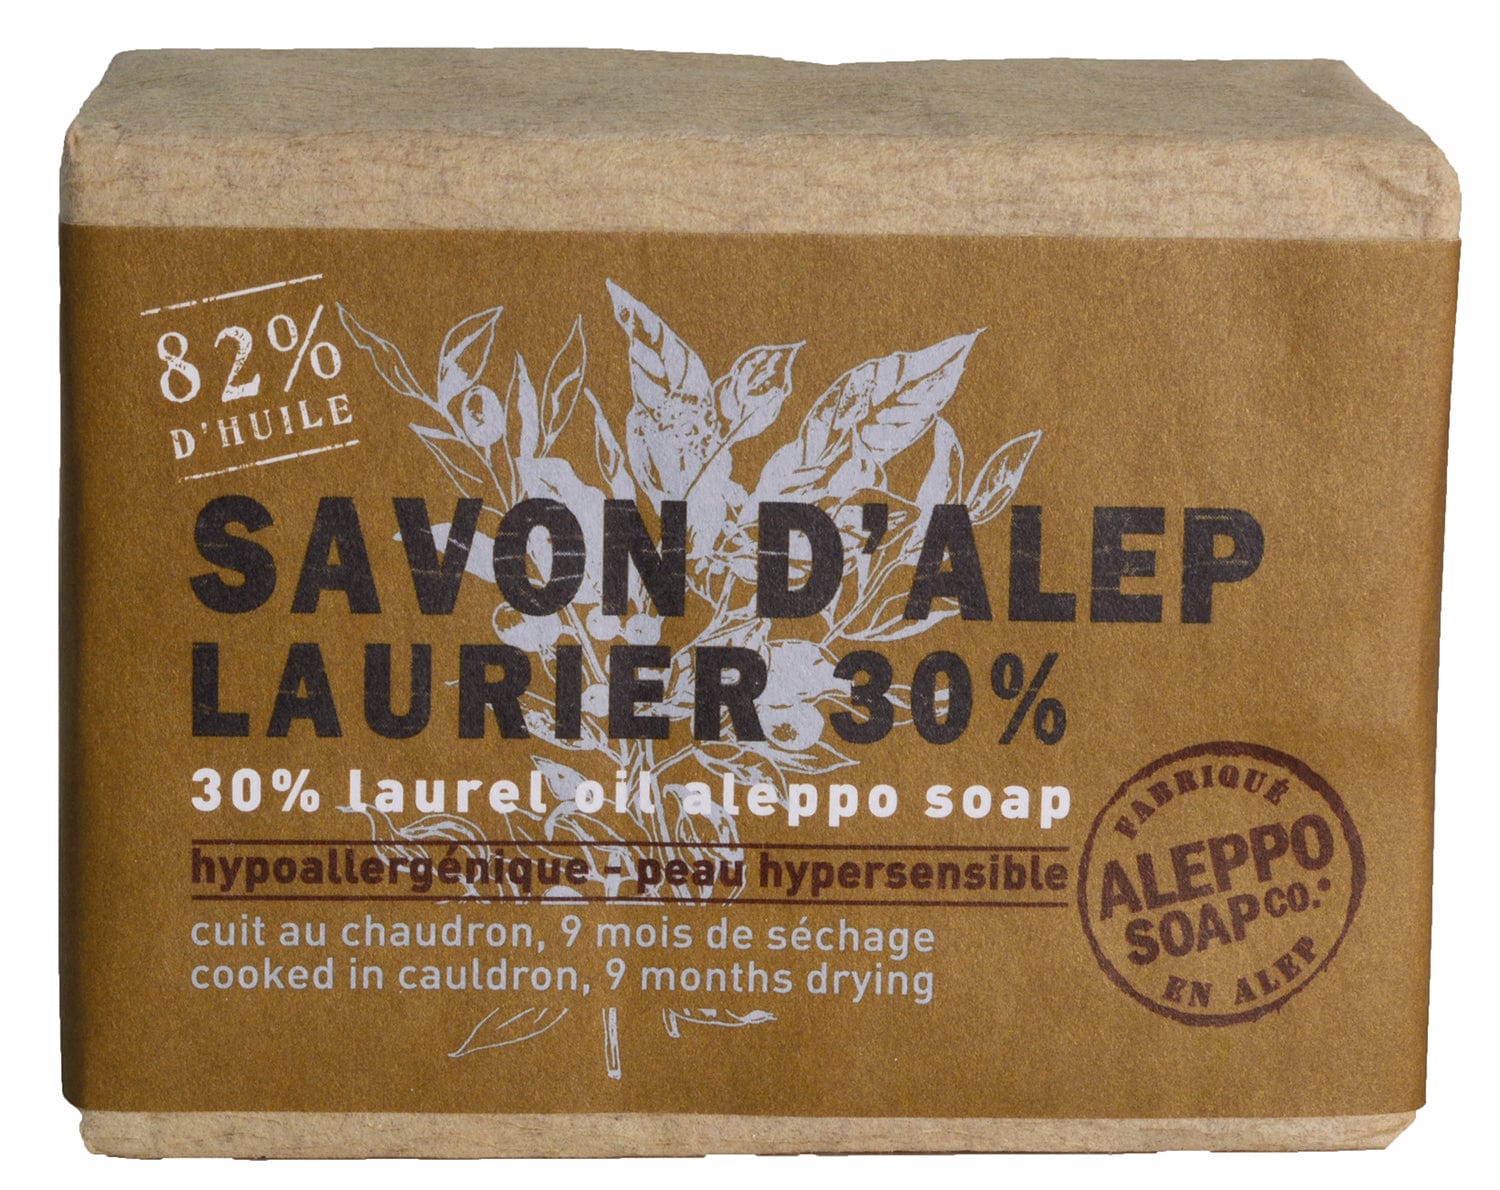 82%
D'HUILE
SAVON D'ALEP
LAURIER 30%
30% laurel oil aleppo soap
hypoallergénique - peau hypersensible
cuit au chaudron, 9 mois de séchage
cooked in cauldron, 9 months drying
FABRIQUÉ
ALEPPO
SOAP CO.
EN ALEP